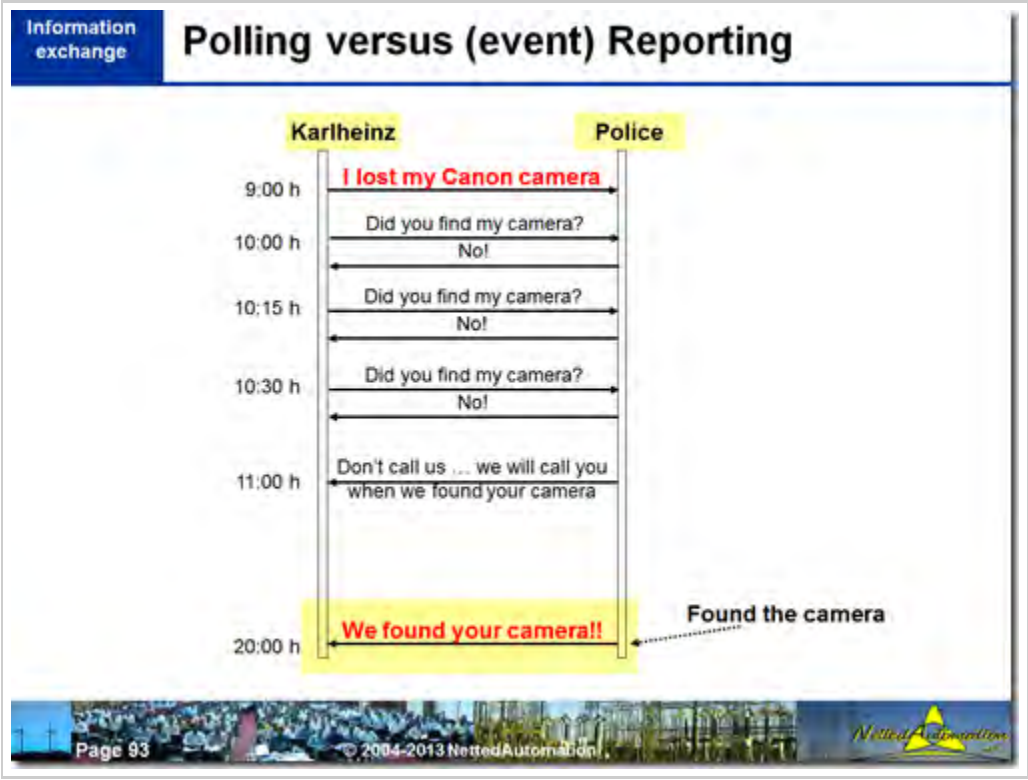 Information
exchange
Polling versus (event) Reporting
Karlheinz
Police
9:00 h
I lost my Canon camera
Did you find my camera?
10:00 h
No!
Did you find my camera?
10:15 h
No!
Did you find my camera?
10:30 h
No!
Don't call us ... we will call you
11:00 h
when we found your camera
Found the camera
We found your camera!!
20:00 h
Page 93
© 2004-2013 NettedAutomation
NettedAutomation